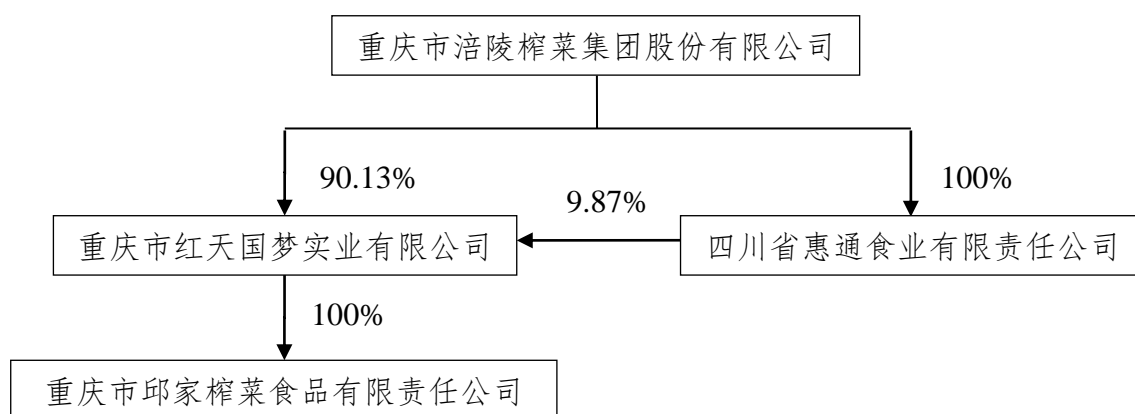 重庆市涪陵榨菜集团股份有限公司
90.13%
100%
9.87%
重庆市红天国梦实业有限公司
四川省惠通食业有限责任公司
100%
重庆市邱家榨菜食品有限责任公司